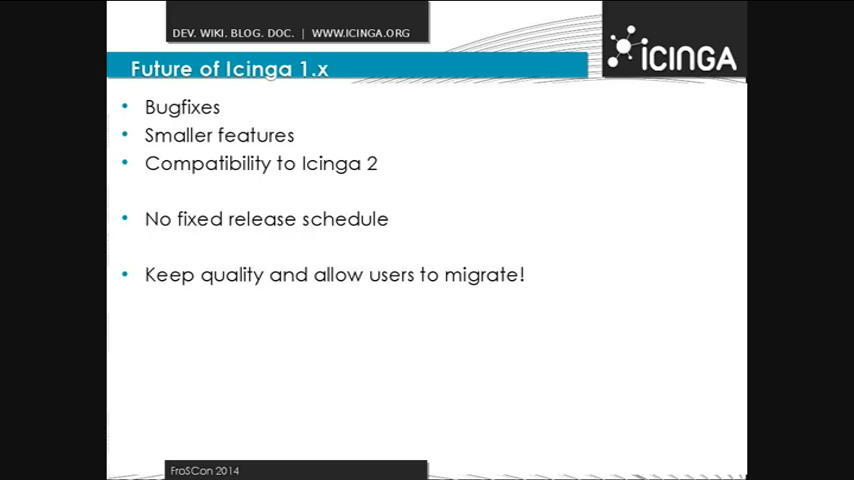 DEV. WIKI. BLOG. DOC. | WWW.ICINGA.ORG
ICINGA
Future of Icinga 1.x
• Bugfixes
• Smaller features
• Compatibility to Icinga 2
• No fixed release schedule
• Keep quality and allow users to migrate!
FroSCon 2014